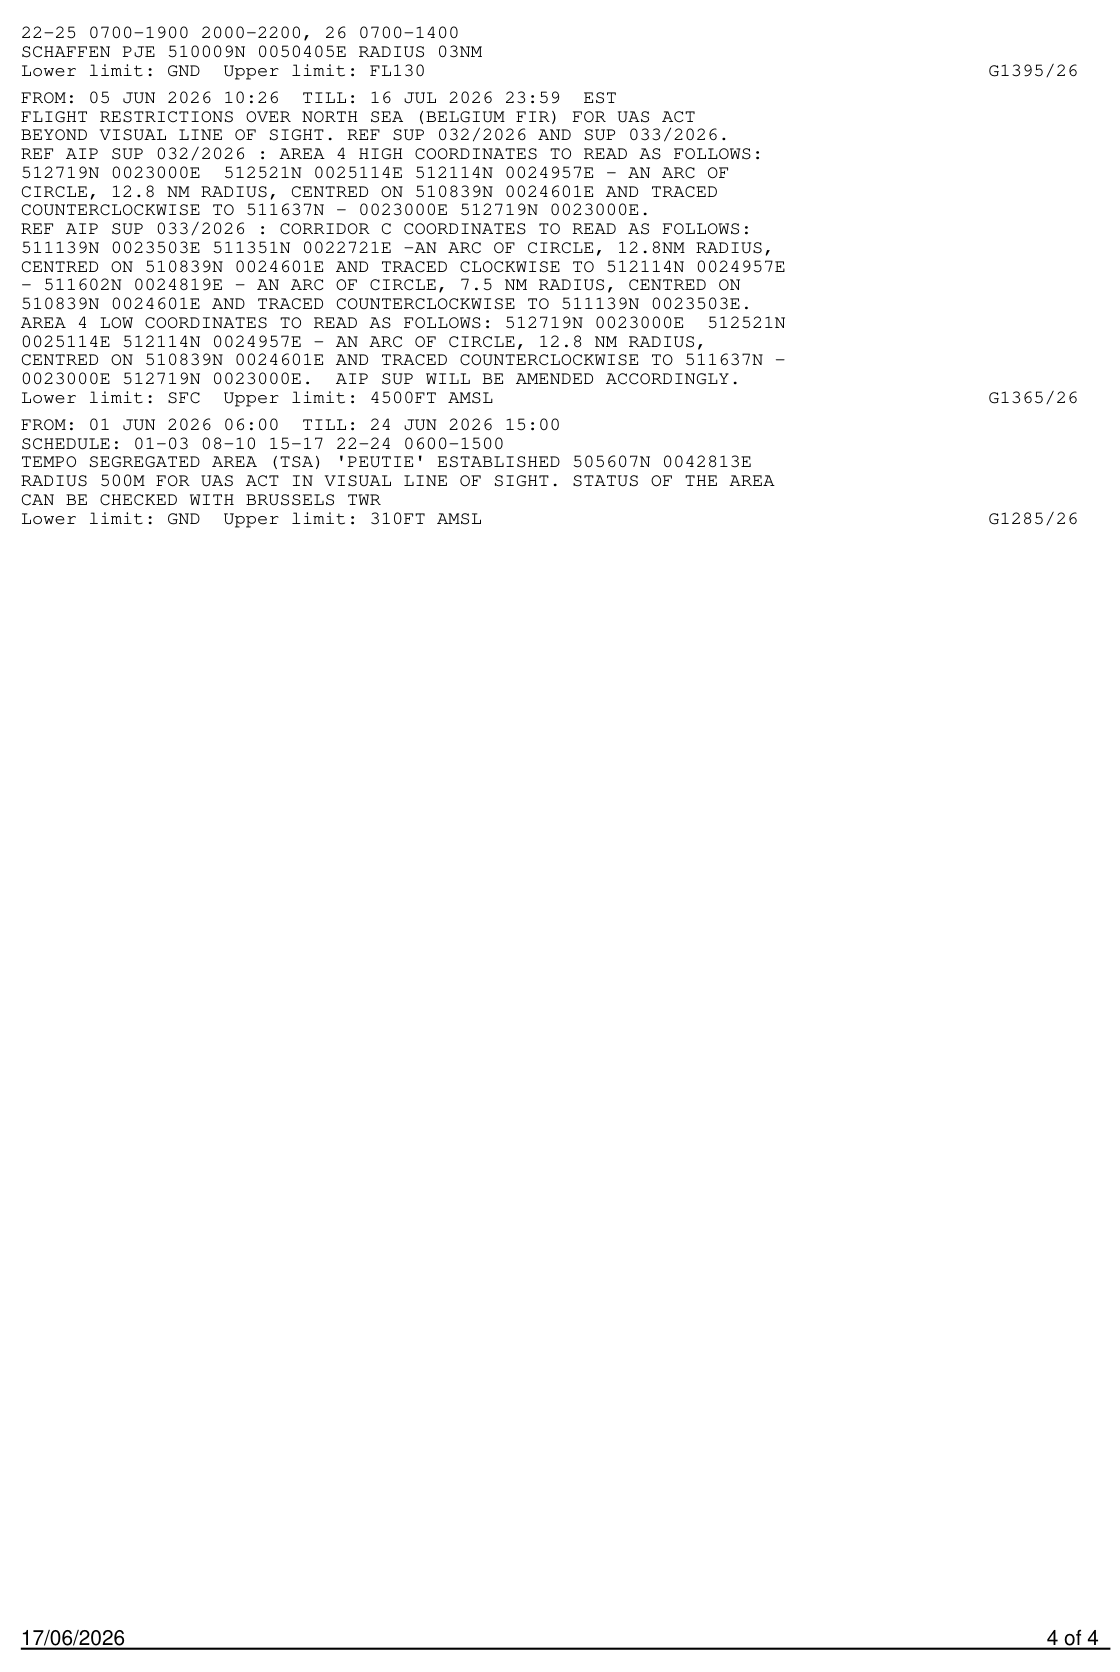 22-25 0700-1900 2000-2200, 26 0700-1400
SCHAFFEN PJE 510009N 0050405E RADIUS 03NM
Lower limit: GND  Upper limit: FL130 G1395/26
FROM: 05 JUN 2026 10:26  TILL: 16 JUL 2026 23:59  EST
FLIGHT RESTRICTIONS OVER NORTH SEA (BELGIUM FIR) FOR UAS ACT
BEYOND VISUAL LINE OF SIGHT. REF SUP 032/2026 AND SUP 033/2026.
REF AIP SUP 032/2026 : AREA 4 HIGH COORDINATES TO READ AS FOLLOWS:
512719N 0023000E  512521N 0025114E 512114N 0024957E - AN ARC OF
CIRCLE, 12.8 NM RADIUS, CENTRED ON 510839N 0024601E AND TRACED
COUNTERCLOCKWISE TO 511637N - 0023000E 512719N 0023000E.
REF AIP SUP 033/2026 : CORRIDOR C COORDINATES TO READ AS FOLLOWS:
511139N 0023503E 511351N 0022721E -AN ARC OF CIRCLE, 12.8NM RADIUS,
CENTRED ON 510839N 0024601E AND TRACED CLOCKWISE TO 512114N 0024957E
- 511602N 0024819E - AN ARC OF CIRCLE, 7.5 NM RADIUS, CENTRED ON
510839N 0024601E AND TRACED COUNTERCLOCKWISE TO 511139N 0023503E.
AREA 4 LOW COORDINATES TO READ AS FOLLOWS: 512719N 0023000E  512521N
0025114E 512114N 0024957E - AN ARC OF CIRCLE, 12.8 NM RADIUS,
CENTRED ON 510839N 0024601E AND TRACED COUNTERCLOCKWISE TO 511637N -
0023000E 512719N 0023000E.  AIP SUP WILL BE AMENDED ACCORDINGLY.
Lower limit: SFC  Upper limit: 4500FT AMSL G1365/26
FROM: 01 JUN 2026 06:00  TILL: 24 JUN 2026 15:00
SCHEDULE: 01-03 08-10 15-17 22-24 0600-1500
TEMPO SEGREGATED AREA (TSA) 'PEUTIE' ESTABLISHED 505607N 0042813E
RADIUS 500M FOR UAS ACT IN VISUAL LINE OF SIGHT. STATUS OF THE AREA
CAN BE CHECKED WITH BRUSSELS TWR
Lower limit: GND  Upper limit: 310FT AMSL G1285/26
17/06/2026 4 of 4